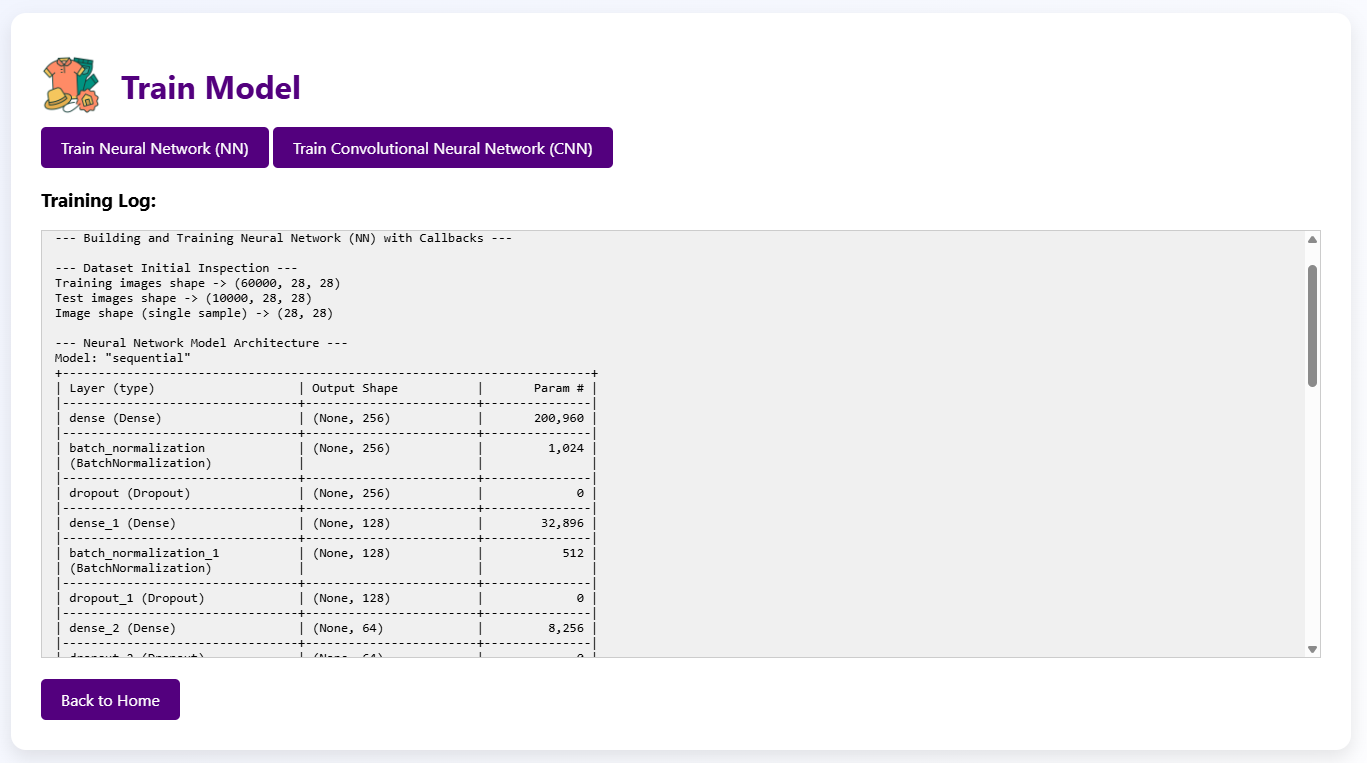 Train Model
Train Neural Network (NN) Train Convolutional Neural Network (CNN)
Training Log:
--- Building and Training Neural Network (NN) with Callbacks ---
--- Dataset Initial Inspection ---
Training images shape -> (60000, 28, 28)
Test images shape -> (10000, 28, 28)
Image shape (single sample) -> (28, 28)
--- Neural Network Model Architecture ---
Model: "sequential"
+--------------------------------------------------------------------------+
| Layer (type)                    | Output Shape           |       Param # |
|---------------------------------+------------------------+---------------|
| dense (Dense)                   | (None, 256)            |       200,960 |
|---------------------------------+------------------------+---------------|
| batch_normalization             | (None, 256)            |         1,024 |
| (BatchNormalization)            |                        |               |
|---------------------------------+------------------------+---------------|
| dropout (Dropout)               | (None, 256)            |             0 |
|---------------------------------+------------------------+---------------|
| dense_1 (Dense)                 | (None, 128)            |        32,896 |
|---------------------------------+------------------------+---------------|
| batch_normalization_1           | (None, 128)            |           512 |
| (BatchNormalization)            |                        |               |
|---------------------------------+------------------------+---------------|
| dropout_1 (Dropout)             | (None, 128)            |             0 |
|---------------------------------+------------------------+---------------|
| dense_2 (Dense)                 | (None, 64)             |         8,256 |
|---------------------------------+------------------------+---------------|
Back to Home